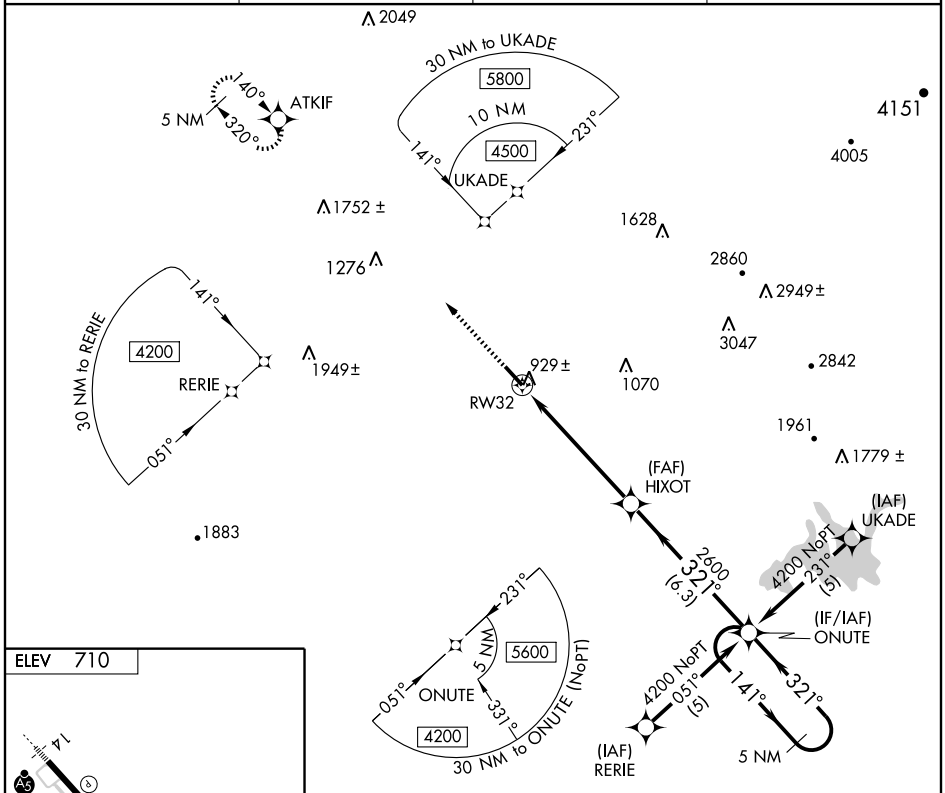 2049
30 NM to UKADE
5800
10 NM
4500
231°
141°
UKADE
140°
ATKIF
5 NM
320°
4151
4005
1752 ±
1276
1628
2860
2949±
3047
2842
1961
1779 ±
141°
30 NM to RERIE
4200
RERIE
051°
1949±
929±
RW32
1070
(FAF)
HIXOT
(IAF)
UKADE
1883
2600
321°
(6.3)
4200 NoPT
231°
(5)
(IF/IAF)
ONUTE
231°
5 NM
5600
051°
ONUTE
331°
4200
30 NM to ONUTE (NoPT)
4200 NoPT
051°
(5)
141°
321°
5 NM
(IAF)
RERIE
ELEV 710
14
A5